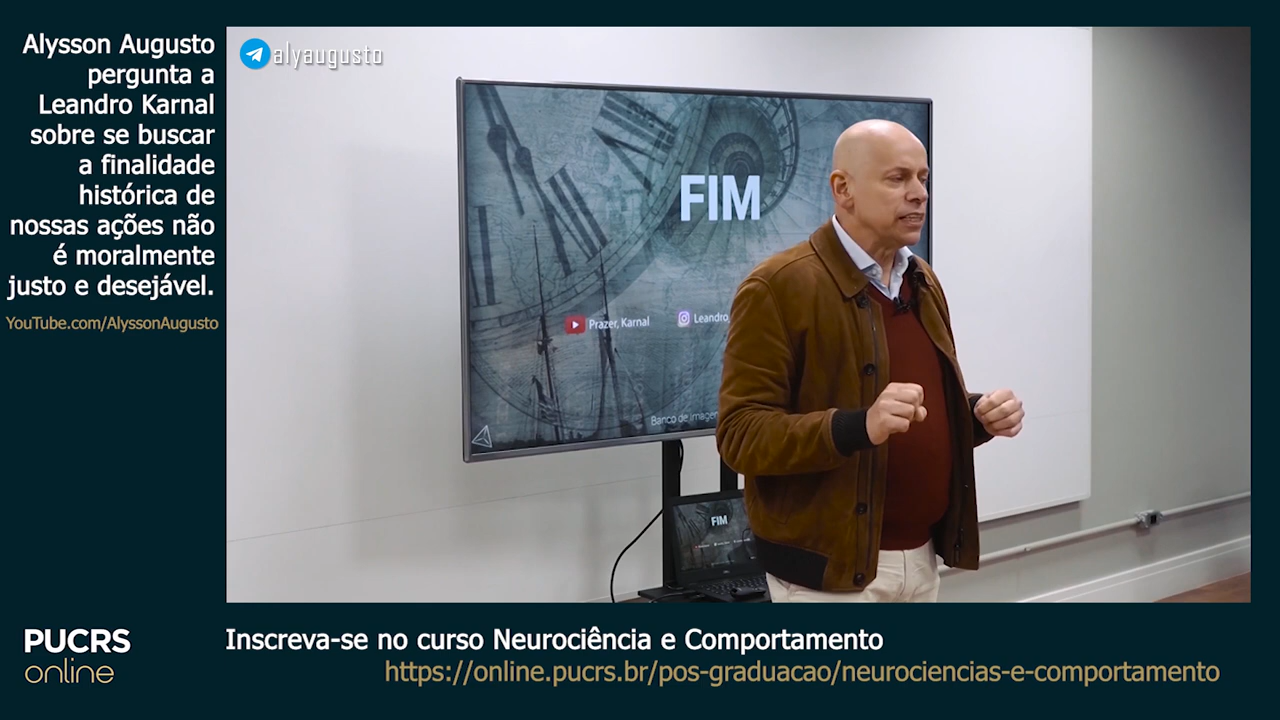 Alysson Augusto
pergunta a
Leandro Karnal
sobre se buscar
a finalidade
histórica de
nossas ações não
é moralmente
justo e desejável.
YouTube.com/AlyssonAugusto
alyaugusto
FIM
Prazer, Karnal
Leandro
Banco de Imagen
FIM
PUCRS
online
Inscreva-se no curso Neurociência e Comportamento
https://online.pucrs.br/pos-graduacao/neurociencias-e-comportamento